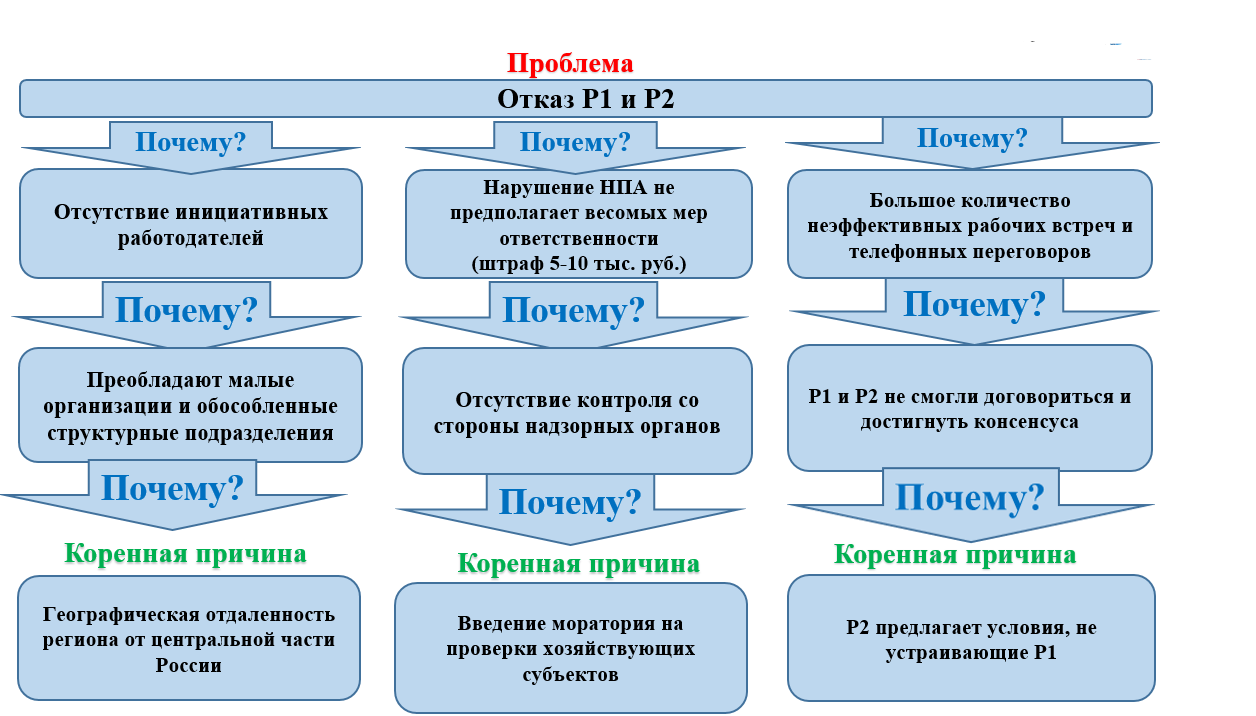 Проблема
Отказ Р1 и Р2
Почему?
Почему?
Почему?
Отсутствие инициативных
работодателей
Нарушение НПА не
предполагает весомых мер
ответственности
(штраф 5-10 тыс. руб.)
Большое количество
неэффективных рабочих встреч и
телефонных переговоров
Почему?
Почему?
Почему?
Преобладают малые
организации и обособленные
структурные подразделения
Отсутствие контроля со
стороны надзорных органов
Р1 и Р2 не смогли договориться и
достигнуть консенсуса
Почему?
Почему?
Почему?
Коренная причина
Коренная причина
Коренная причина
Географическая отдаленность
региона от центральной части
России
Введение моратория на
проверки хозяйствующих
субъектов
Р2 предлагает условия, не
устраивающие Р1